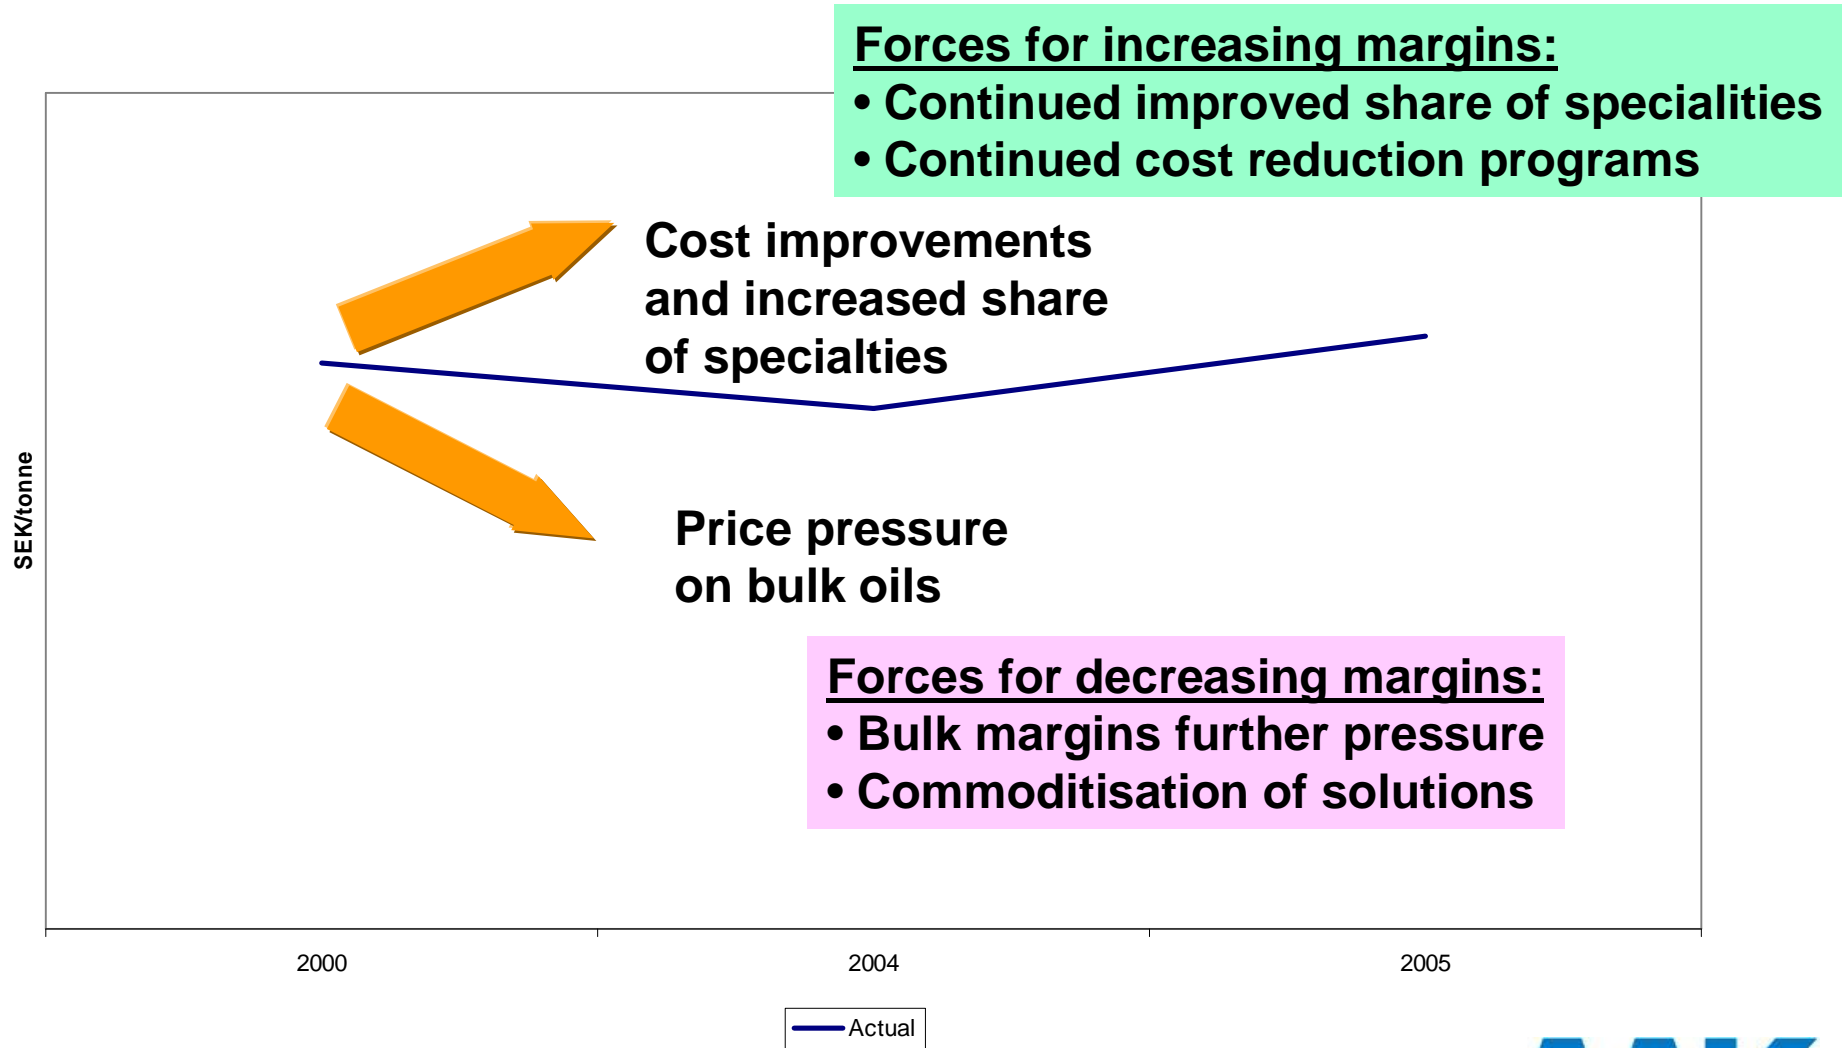 Forces for increasing margins:
• Continued improved share of specialities
• Continued cost reduction programs
Cost improvements
and increased share
of specialties
SEK/tonne
Price pressure
on bulk oils
Forces for decreasing margins:
• Bulk margins further pressure
• Commoditisation of solutions
2000
2004
2005
Actual